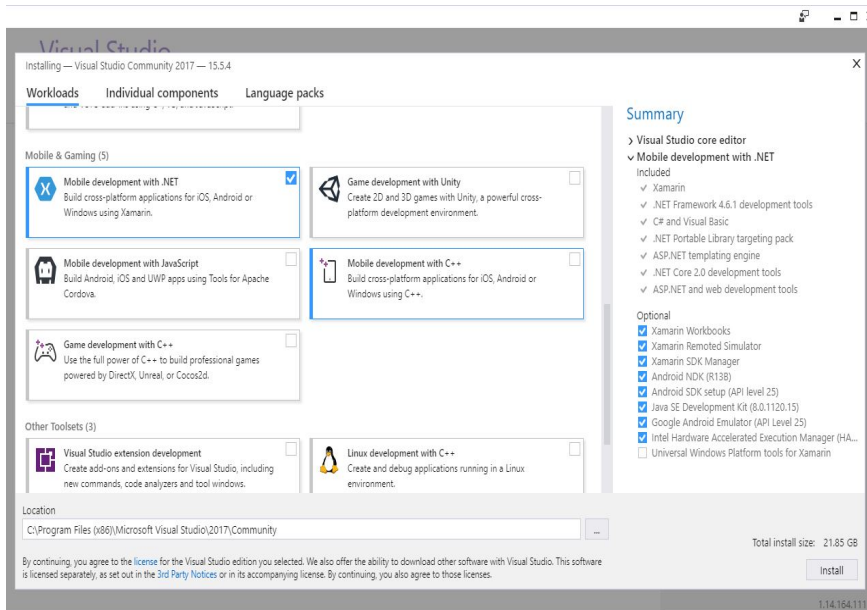 Visual Studio
Installing — Visual Studio Community 2017 — 15.5.4
X
Workloads Individual components Language packs
Mobile & Gaming (5)
Mobile development with .NET
Build cross-platform applications for iOS, Android or
Windows using Xamarin.
Game development with Unity
Create 2D and 3D games with Unity, a powerful cross-
platform development environment.
Mobile development with JavaScript
Build Android, iOS and UWP apps using Tools for Apache
Cordova.
Mobile development with C++
Build cross-platform applications for iOS, Android or
Windows using C++.
Game development with C++
Use the full power of C++ to build professional games
powered by DirectX, Unreal, or Cocos2d.
Other Toolsets (3)
Visual Studio extension development
Create add-ons and extensions for Visual Studio, including
new commands, code analyzers and tool windows.
Linux development with C++
Create and debug applications running in a Linux
environment.
Summary
Visual Studio core editor
Mobile development with .NET
Included
Xamarin
.NET Framework 4.6.1 development tools
C# and Visual Basic
.NET Portable Library targeting pack
ASP.NET templating engine
.NET Core 2.0 development tools
ASP.NET and web development tools
Optional
Xamarin Workbooks
Xamarin Remoted Simulator
Xamarin SDK Manager
Android NDK (R13B)
Android SDK setup (API level 25)
Java SE Development Kit (8.0.1120.15)
Google Android Emulator (API Level 25)
Intel Hardware Accelerated Execution Manager (HA...
Universal Windows Platform tools for Xamarin
Location
C:\Program Files (x86)\Microsoft Visual Studio\2017\Community
...
By continuing, you agree to the license for the Visual Studio edition you selected. We also offer the ability to download other software with Visual Studio. This software
is licensed separately, as set out in the 3rd Party Notices or in its accompanying license. By continuing, you also agree to those licenses.
Total install size: 21.85 GB
Install
1.14.164.111